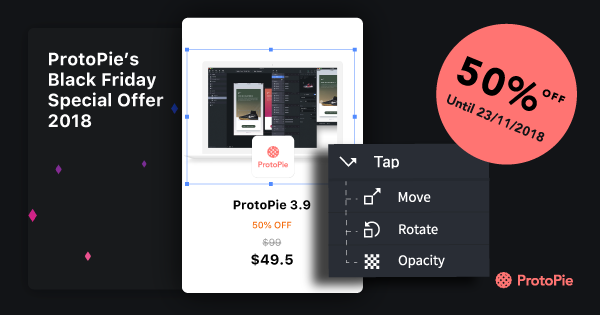 ProtoPie's
Black Friday
Special Offer
2018
ProtoPie
ProtoPie 3.9
50% OFF
$99
$49.5
Tap
Move
Rotate
Opacity
50% OFF
Until 23/11/2018
ProtoPie